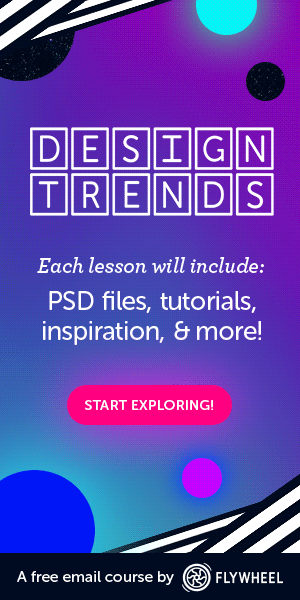 DESIGN
TRENDS
Each lesson will include:
PSD files, tutorials,
inspiration, & more!
START EXPLORING!
A free email course by FLYWHEEL